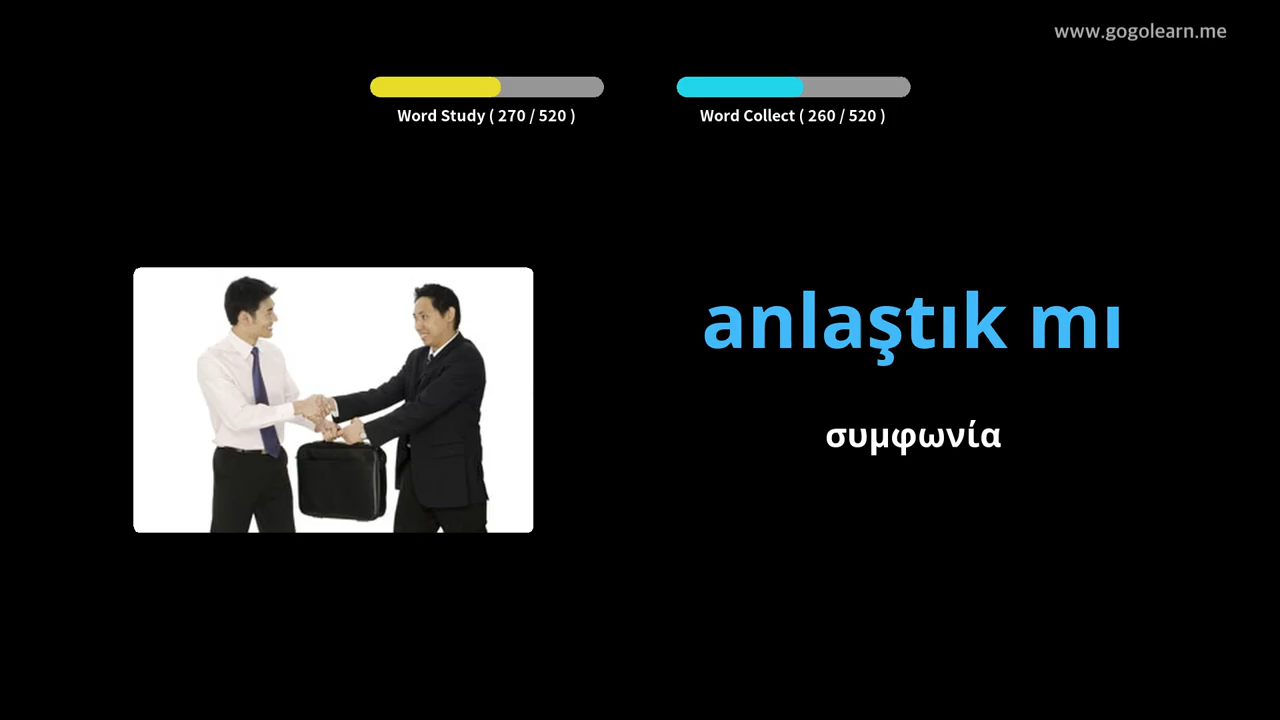 www.gogolearn.me
Word Study ( 270 / 520 )
Word Collect ( 260 / 520 )
anlaştık mı
συμφωνία